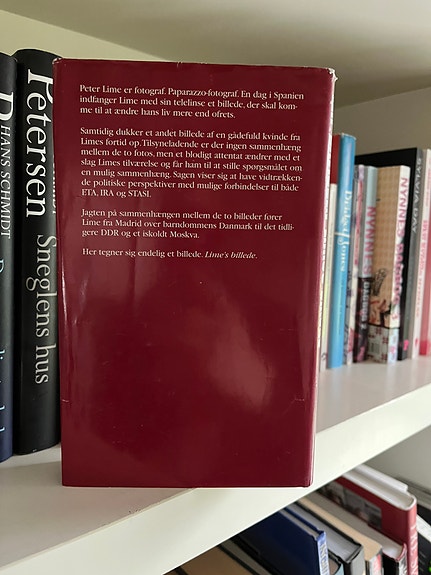 Peter Lime er fotograf. Paparazzo-fotograf. En dag i Spanien
indfanger Lime med sin telelinse et billede, der skal kom-
me til at ændre hans liv mere end ofrets.
Samtidig dukker et andet billede af en gådefuld kvinde fra
Limes fortid op. Tilsyneladende er der ingen sammenhæng
mellem de to fotos, men et blodigt attentat ændrer med et
slag Limes tilværelse og får ham til at stille spørgsmålet om
en mulig sammenhæng. Sagen viser sig at have vidtrækken-
de politiske perspektiver med mulige forbindelser til både
ETA, IRA og STASI.
Jagten på sammenhængen mellem de to billeder fører
Lime fra Madrid over barndommens Danmark til det tidli-
gere DDR og et iskoldt Moskva.
Her tegner sig endelig et billede. Lime's billede.
HANS SCHMIDT
Petersen
Sneglens hus